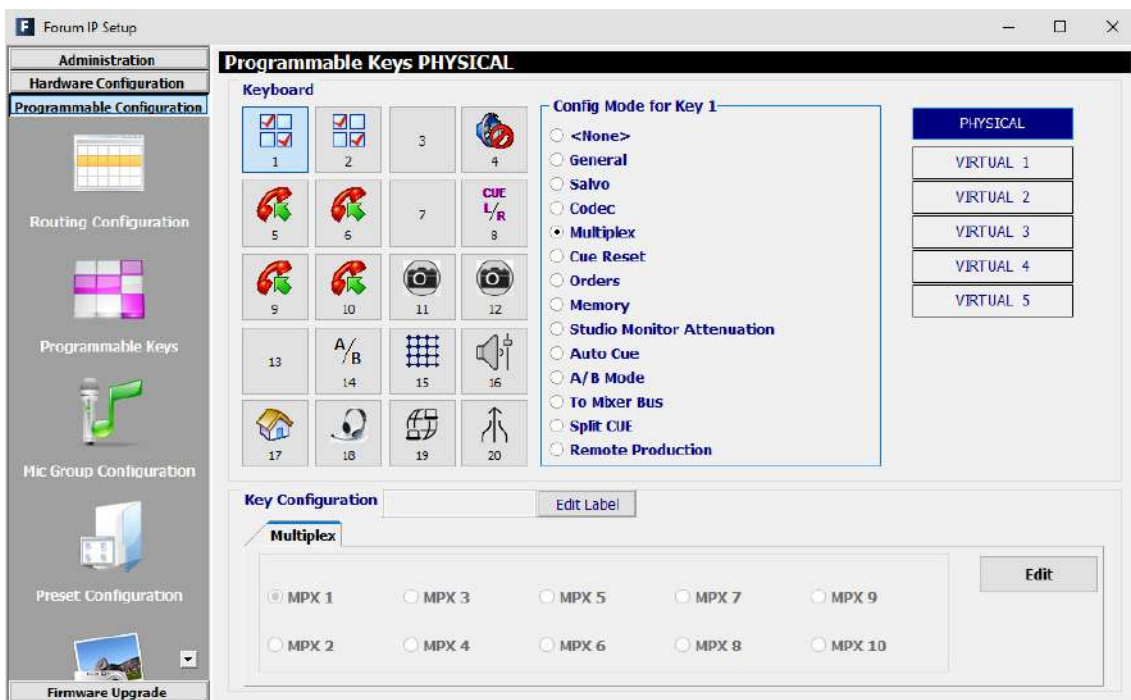 Forum IP Setup
Administration
Hardware Configuration
Programmable Configuration
Routing Configuration
Programmable Keys
Mic Group Configuration
Preset Configuration
Firmware Upgrade
Programmable Keys PHYSICAL
Keyboard
1 2 3 4
CUE
L/R
5 6 7 8
9 10 11 12
A/B
13 14 15 16
17 18 19 20
Config Mode for Key 1
<None>
General
Salvo
Codec
Multiplex
Cue Reset
Orders
Memory
Studio Monitor Attenuation
Auto Cue
A/B Mode
To Mixer Bus
Split CUE
Remote Production
PHYSICAL
VIRTUAL 1
VIRTUAL 2
VIRTUAL 3
VIRTUAL 4
VIRTUAL 5
Key Configuration Edit Label
Multiplex
MPX 1 MPX 3 MPX 5 MPX 7 MPX 9
MPX 2 MPX 4 MPX 6 MPX 8 MPX 10
Edit